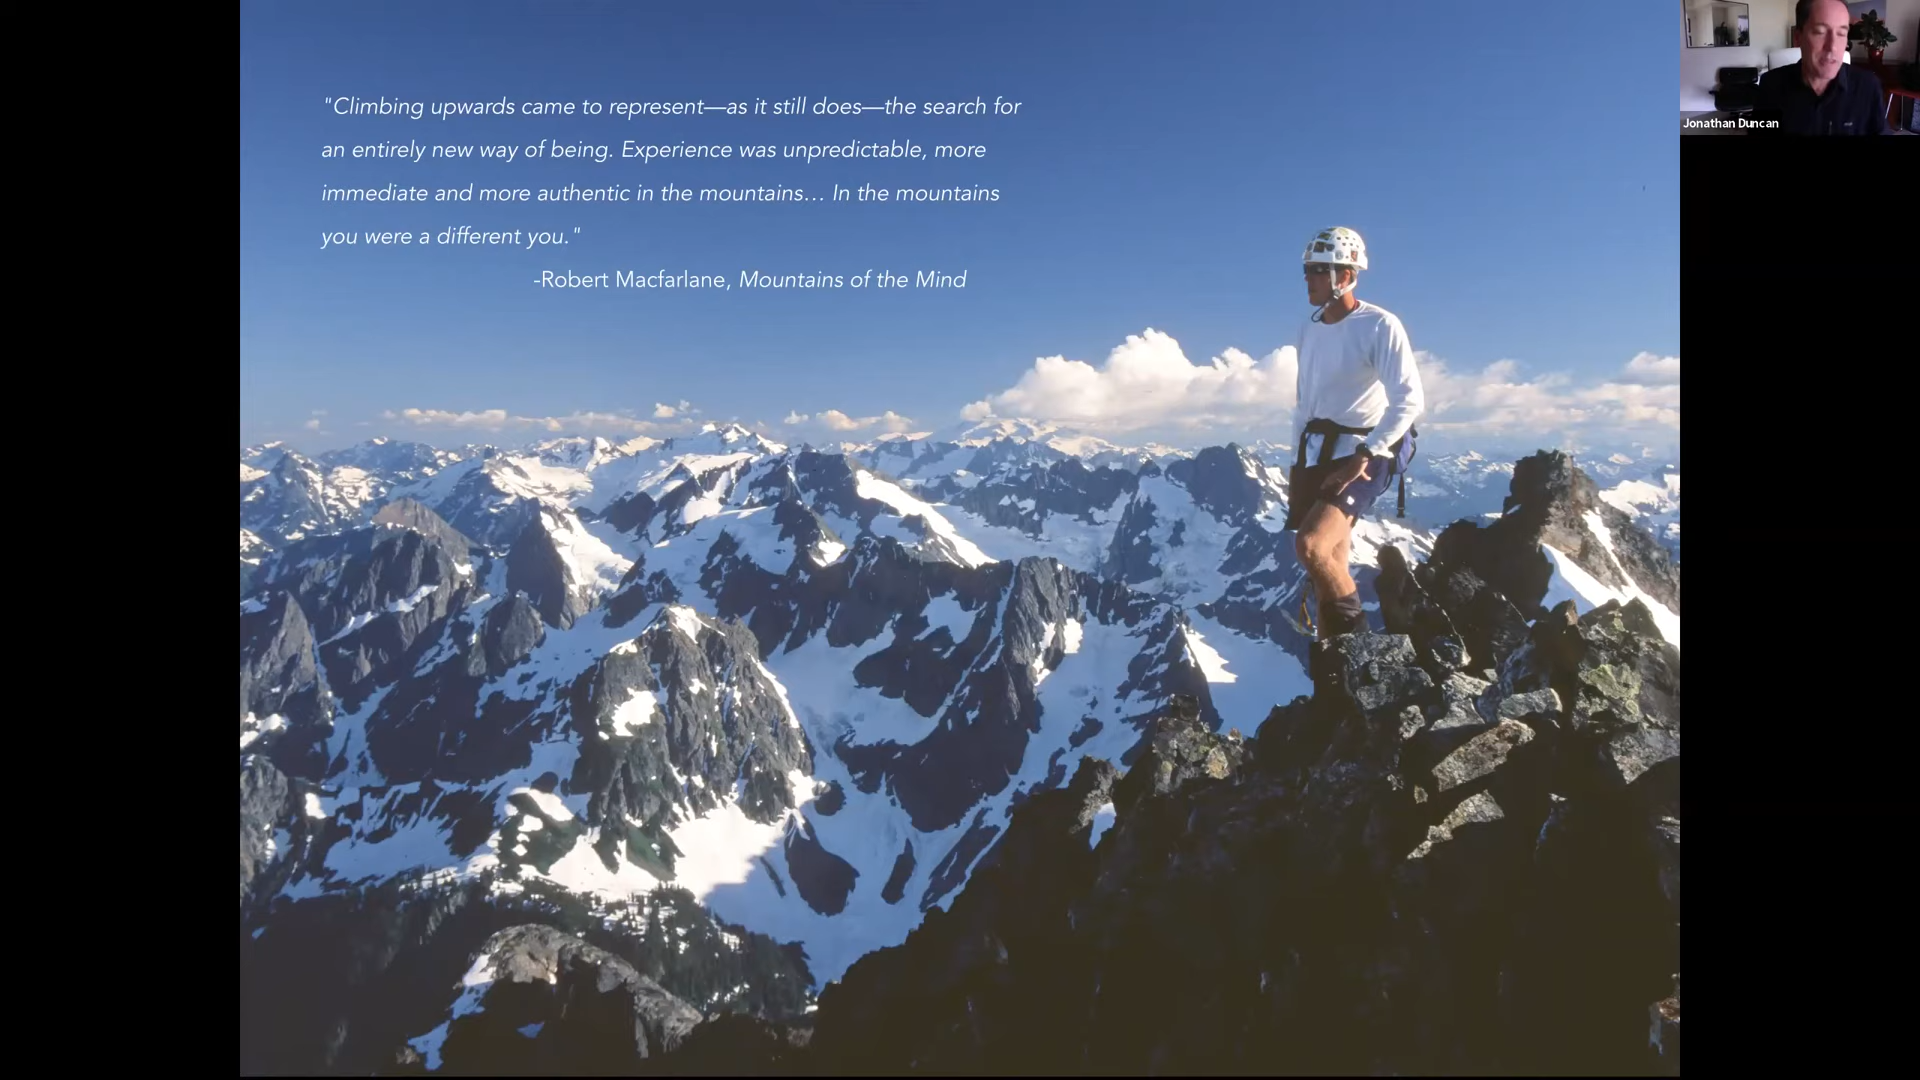 "Climbing upwards came to represent—as it still does—the search for
an entirely new way of being. Experience was unpredictable, more
immediate and more authentic in the mountains… In the mountains
you were a different you."
-Robert Macfarlane, Mountains of the Mind
Jonathan Duncan